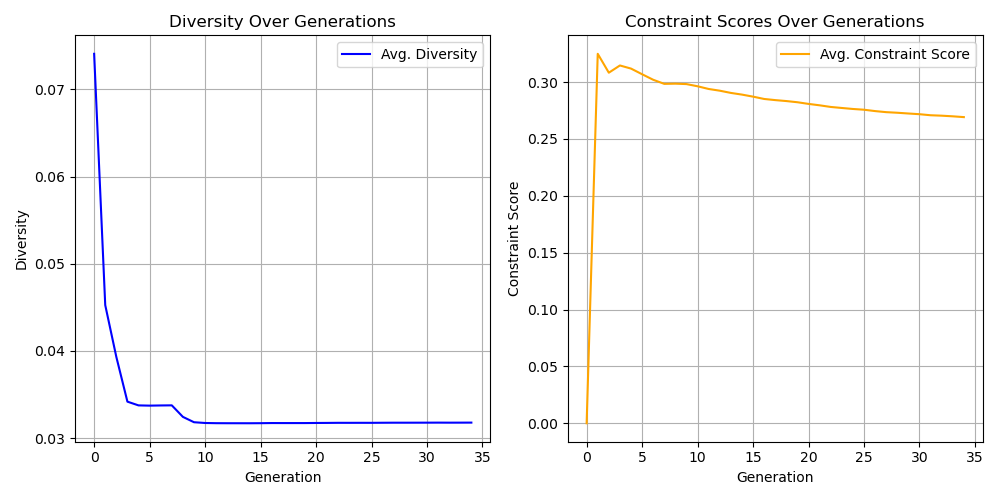 Diversity Over Generations
Avg. Diversity
0.07
0.06
0.05
0.04
0.03
Diversity
0 5 10 15 20 25 30 35
Generation
Constraint Scores Over Generations
Avg. Constraint Score
0.30
0.25
0.20
0.15
0.10
0.05
0.00
Constraint Score
0 5 10 15 20 25 30 35
Generation